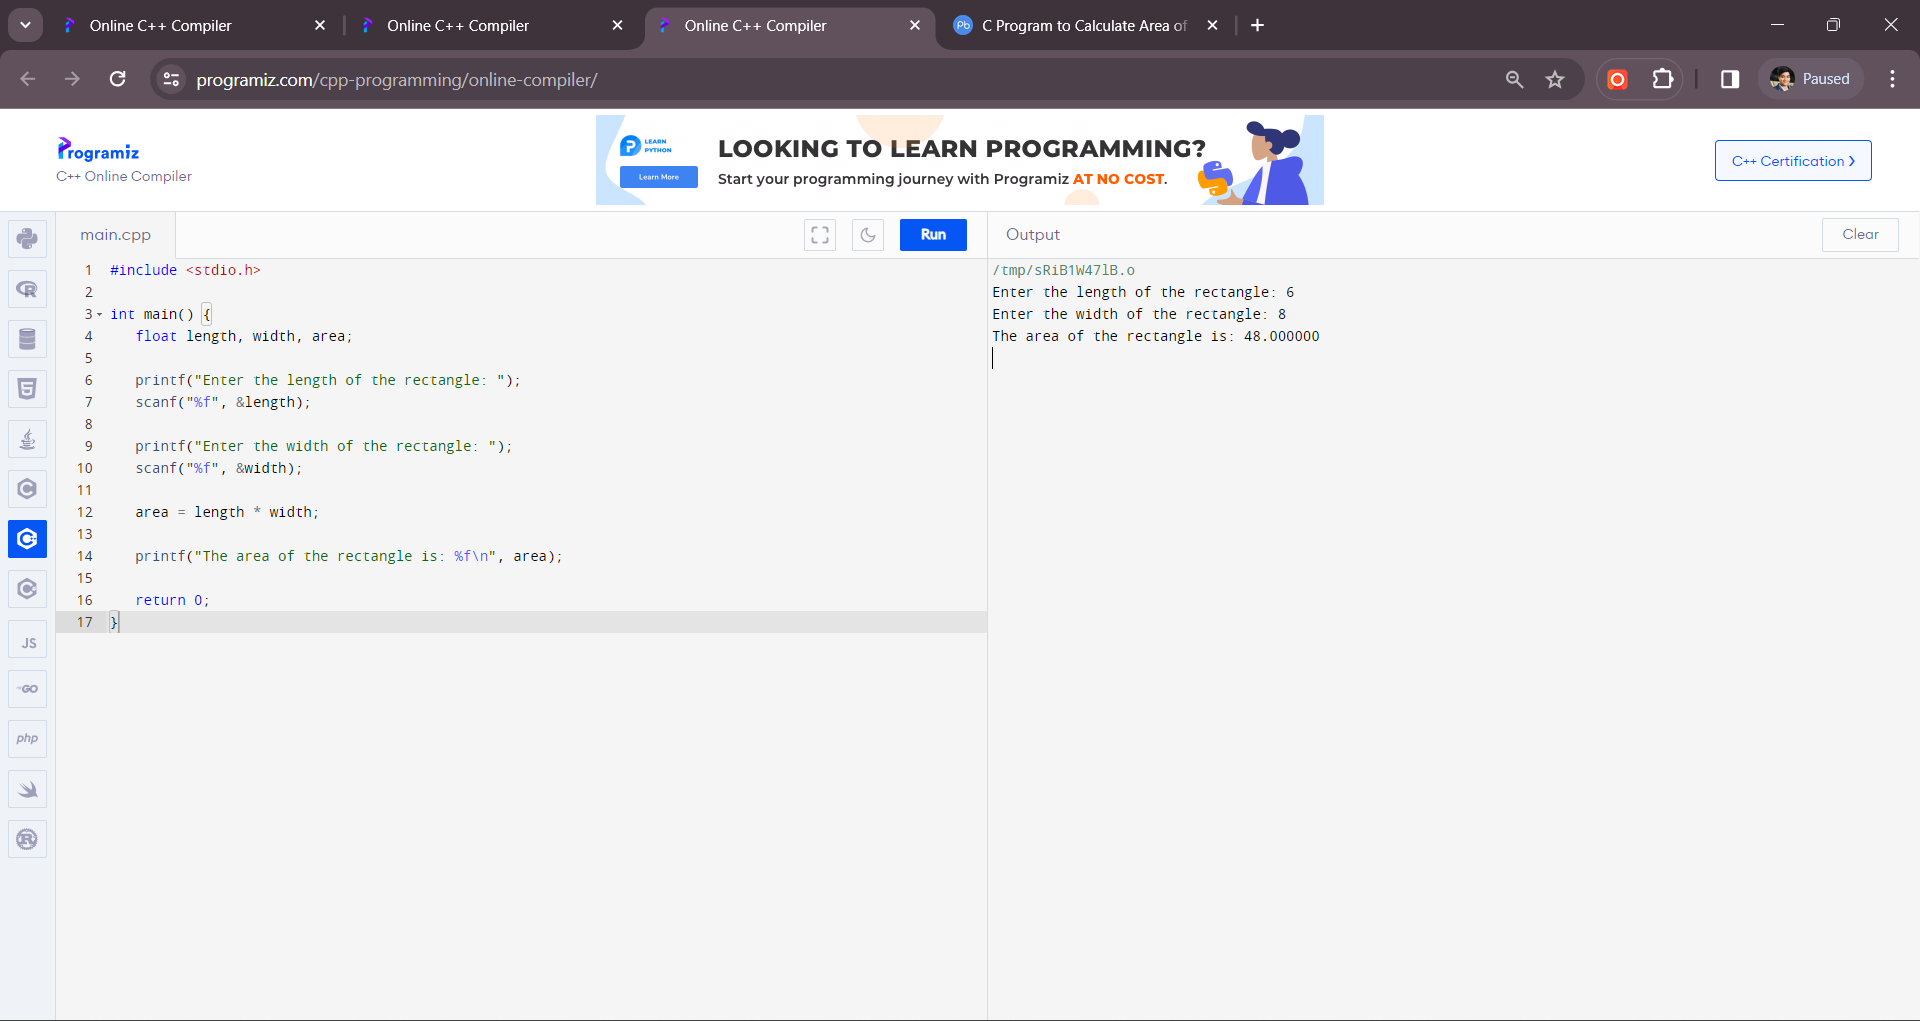 Online C++ Compiler
Online C++ Compiler
Online C++ Compiler
C Program to Calculate Area of
programiz.com/cpp-programming/online-compiler/
Paused
Programiz
C++ Online Compiler
LEARN
PYTHON
Learn More
LOOKING TO LEARN PROGRAMMING?
Start your programming journey with Programiz AT NO COST.
C++ Certification
main.cpp
Run
Output
Clear
1 #include <stdio.h>
2
3 int main() {
4 float length, width, area;
5
6 printf("Enter the length of the rectangle: ");
7 scanf("%f", &length);
8
9 printf("Enter the width of the rectangle: ");
10 scanf("%f", &width);
11
12 area = length * width;
13
14 printf("The area of the rectangle is: %f\n", area);
15
16 return 0;
17 }
/tmp/sRiB1W47lB.o
Enter the length of the rectangle: 6
Enter the width of the rectangle: 8
The area of the rectangle is: 48.000000
JS
GO
php